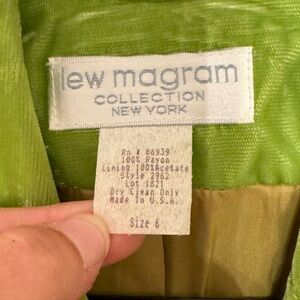 lew magram
COLLECTION
NEW YORK
Rn # 86939
100% Rayon
Lining 100%Acetate
Style 2962
Lot 1821
Dry Clean Only
Made In U.S.A.
Size 6